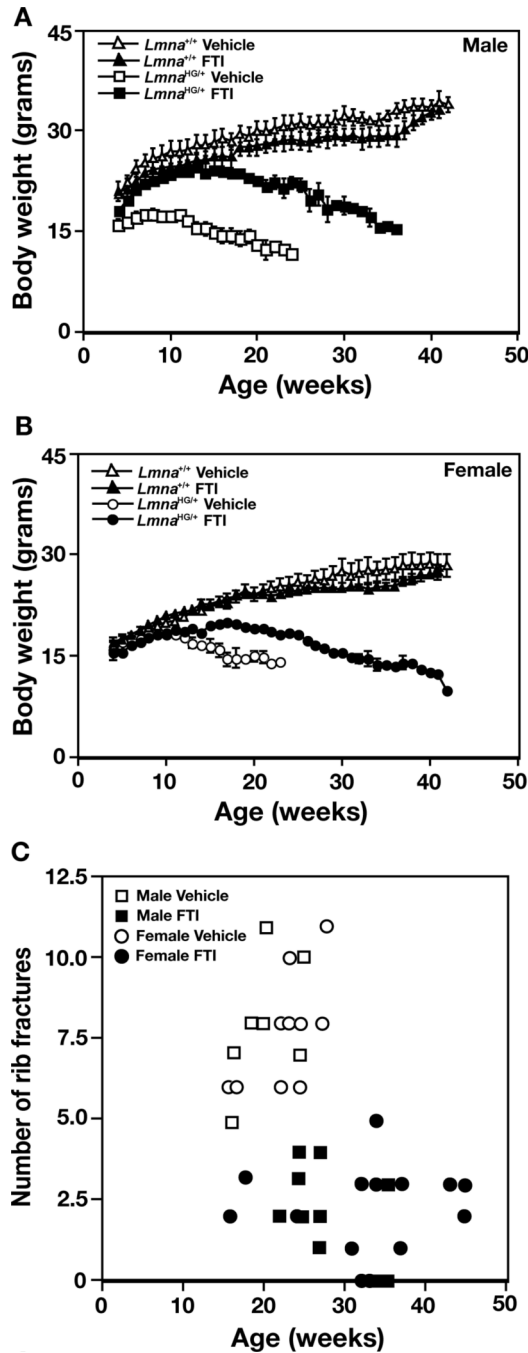 A
Lmna+/+ Vehicle
Lmna+/+ FTI
LmnaHG/+ Vehicle
LmnaHG/+ FTI
Male
Body weight (grams)
45
30
15
0
0 10 20 30 40 50
Age (weeks)
B
Lmna+/+ Vehicle
Lmna+/+ FTI
LmnaHG/+ Vehicle
LmnaHG/+ FTI
Female
Body weight (grams)
45
30
15
0
0 10 20 30 40 50
Age (weeks)
C
Male Vehicle
Male FTI
Female Vehicle
Female FTI
Number of rib fractures
12.5
10.0
7.5
5.0
2.5
0
0 10 20 30 40 50
Age (weeks)